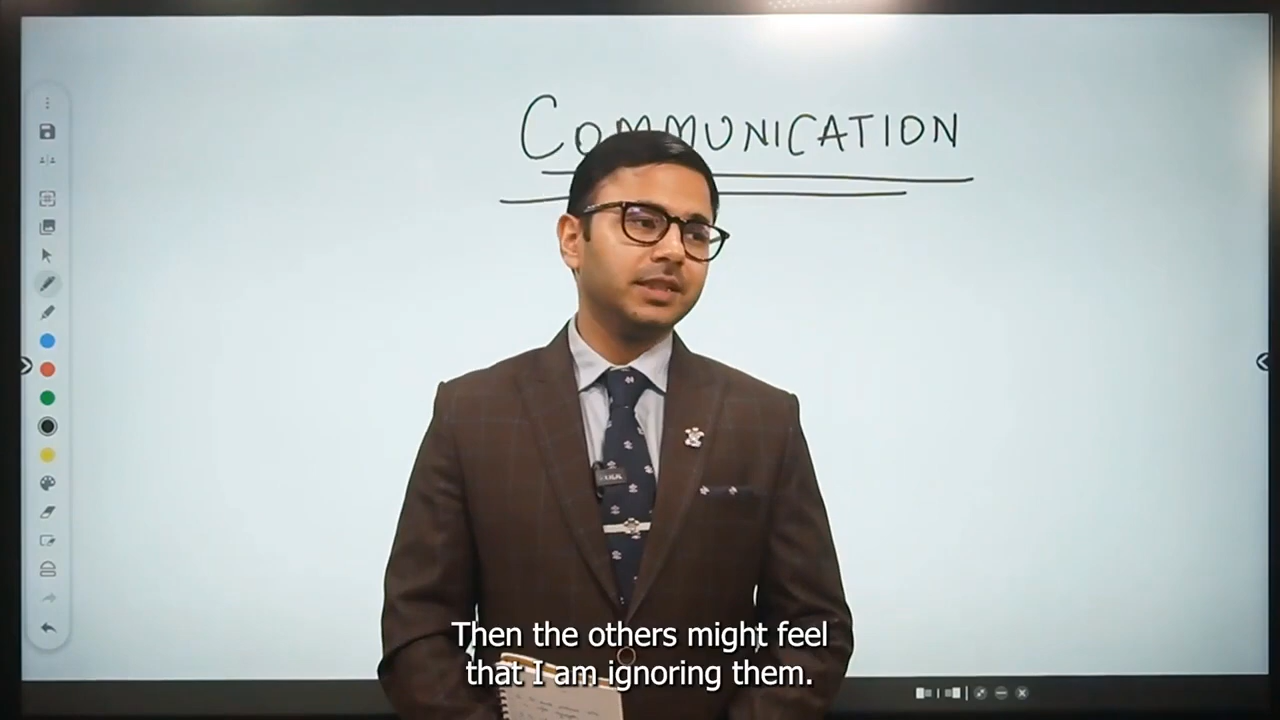 COMMUNICATION
Then the others might feel
that I am ignoring them.